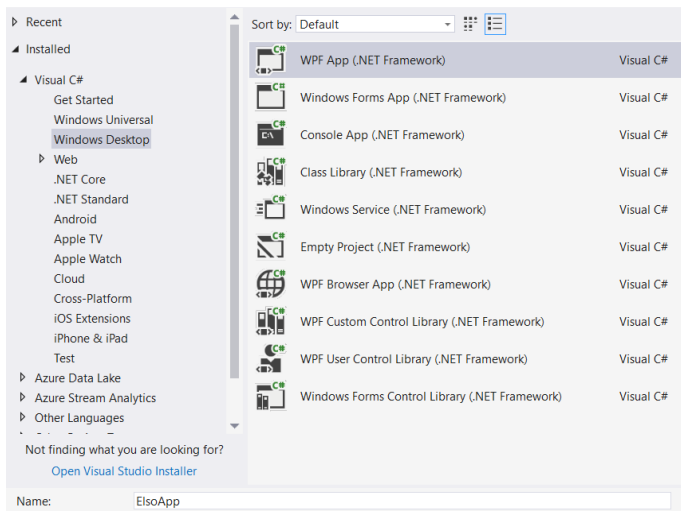 Recent
Installed
Visual C#
Get Started
Windows Universal
Windows Desktop
Web
.NET Core
.NET Standard
Android
Apple TV
Apple Watch
Cloud
Cross-Platform
iOS Extensions
iPhone & iPad
Test
Azure Data Lake
Azure Stream Analytics
Other Languages
Not finding what you are looking for?
Open Visual Studio Installer
Sort by: Default
C# WPF App (.NET Framework) Visual C#
C# Windows Forms App (.NET Framework) Visual C#
C# Console App (.NET Framework) Visual C#
C# Class Library (.NET Framework) Visual C#
C# Windows Service (.NET Framework) Visual C#
C# Empty Project (.NET Framework) Visual C#
C# WPF Browser App (.NET Framework) Visual C#
C# WPF Custom Control Library (.NET Framework) Visual C#
C# WPF User Control Library (.NET Framework) Visual C#
C# Windows Forms Control Library (.NET Framework) Visual C#
Name: ElsoApp